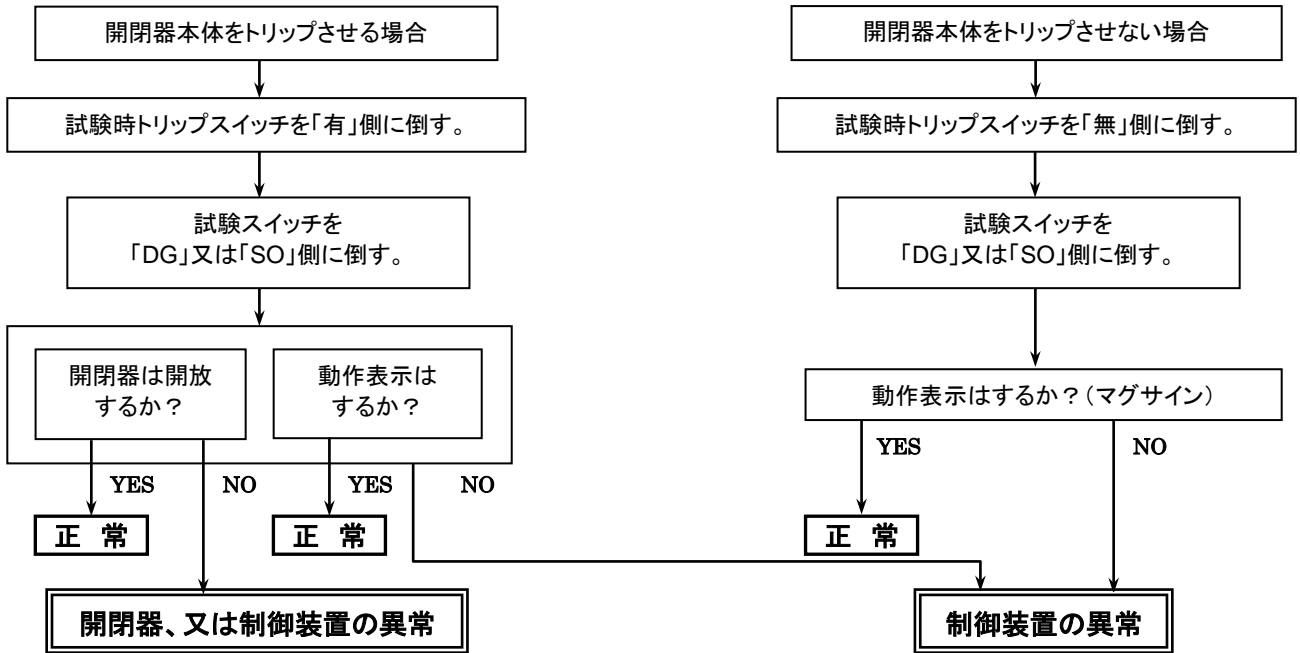 開閉器本体をトリップさせる場合
試験時トリップスイッチを「有」側に倒す。
試験スイッチを
「DG」又は「SO」側に倒す。
開閉器は開放
するか？
動作表示は
するか？
YES
NO
YES
NO
正 常
正 常
開閉器、又は制御装置の異常
開閉器本体をトリップさせない場合
試験時トリップスイッチを「無」側に倒す。
試験スイッチを
「DG」又は「SO」側に倒す。
動作表示はするか？（マグサイン）
YES
NO
正 常
制御装置の異常